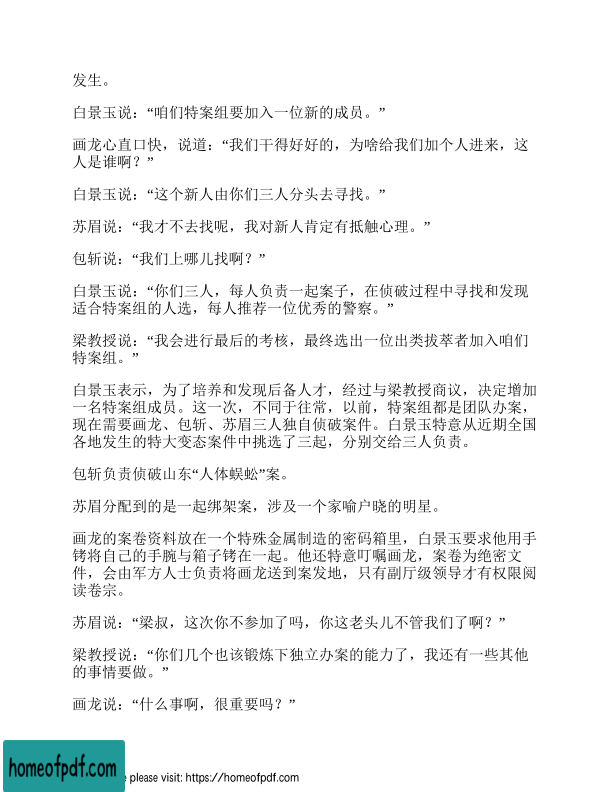 发生。
白景玉说：“咱们特案组要加入一位新的成员。”
画龙心直口快，说道：“我们干得好好的，为啥给我们加个人进来，这
人是谁啊？”
白景玉说：“这个新人由你们三人分头去寻找。”
苏眉说：“我才不去找呢，我对新人肯定有抵触心理。”
包斩说：“我们上哪儿找啊？”
白景玉说：“你们三人，每人负责一起案子，在侦破过程中寻找和发现
适合特案组的人选，每人推荐一位优秀的警察。”
梁教授说：“我会进行最后的考核，最终选出一位出类拔萃者加入咱们
特案组。”
白景玉表示，为了培养和发现后备人才，经过与梁教授商议，决定增加
一名特案组成员。这一次，不同于往常，以前，特案组都是团队办案，
现在需要画龙、包斩、苏眉三人独自侦破案件。白景玉特意从近期全国
各地发生的特大变态案件中挑选了三起，分别交给三人负责。
包斩负责侦破山东“人体蜈蚣”案。
苏眉分配到的是一起绑架案，涉及一个家喻户晓的明星。
画龙的案卷资料放在一个特殊金属制造的密码箱里，白景玉要求他用手
铐将自己的手腕与箱子铐在一起。他还特意叮嘱画龙，案卷为绝密文
件，会由军方人士负责将画龙送到案发地，只有副厅级领导才有权限阅
读卷宗。
苏眉说：“梁叔，这次你不参加了吗，你这老头儿不管我们了啊？”
梁教授说：“你们几个也该锻炼下独立办案的能力了，我还有一些其他
的事情要做。”
画龙说：“什么事啊，很重要吗？”
homeofpdf.com
e please visit: https://homeofpdf.com